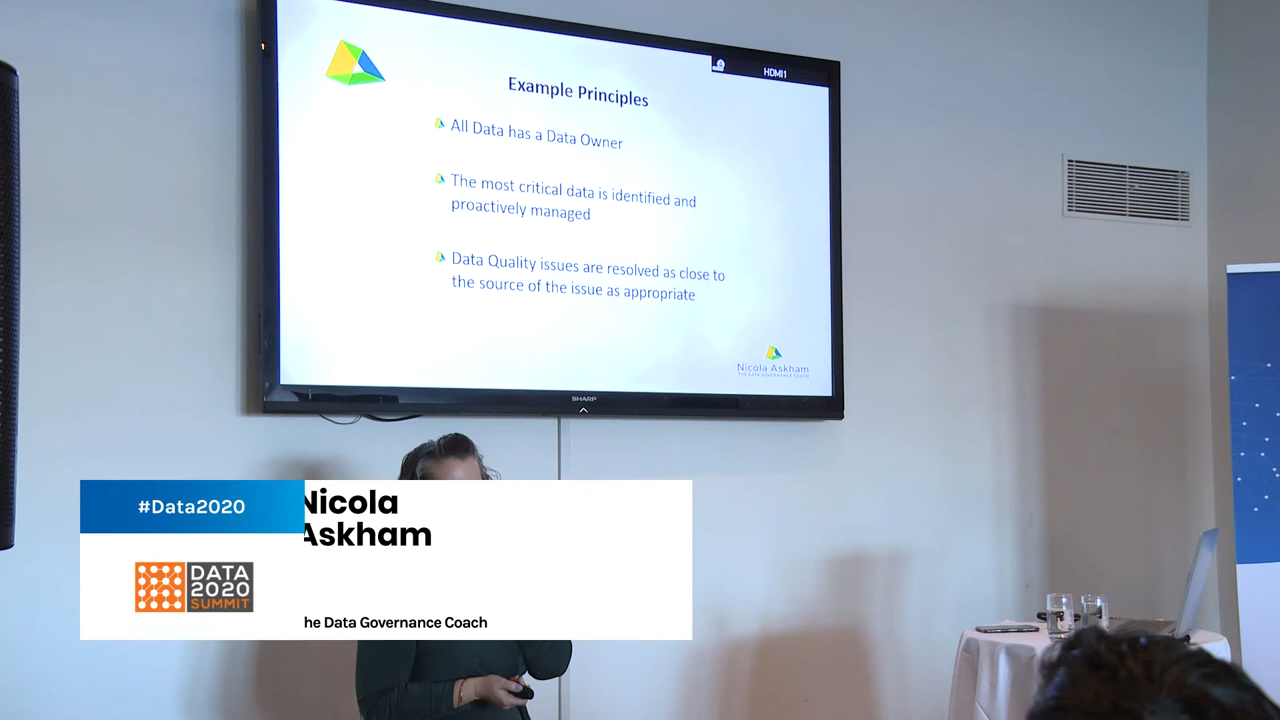 HDMI1
Example Principles
All Data has a Data Owner
The most critical data is identified and
proactively managed
Data Quality issues are resolved as close to
the source of the issue as appropriate
Nicola Askham
THE DATA GOVERNANCE COACH
SHARP
#Data2020
Nicola
Askham
DATA
2020
SUMMIT
he Data Governance Coach